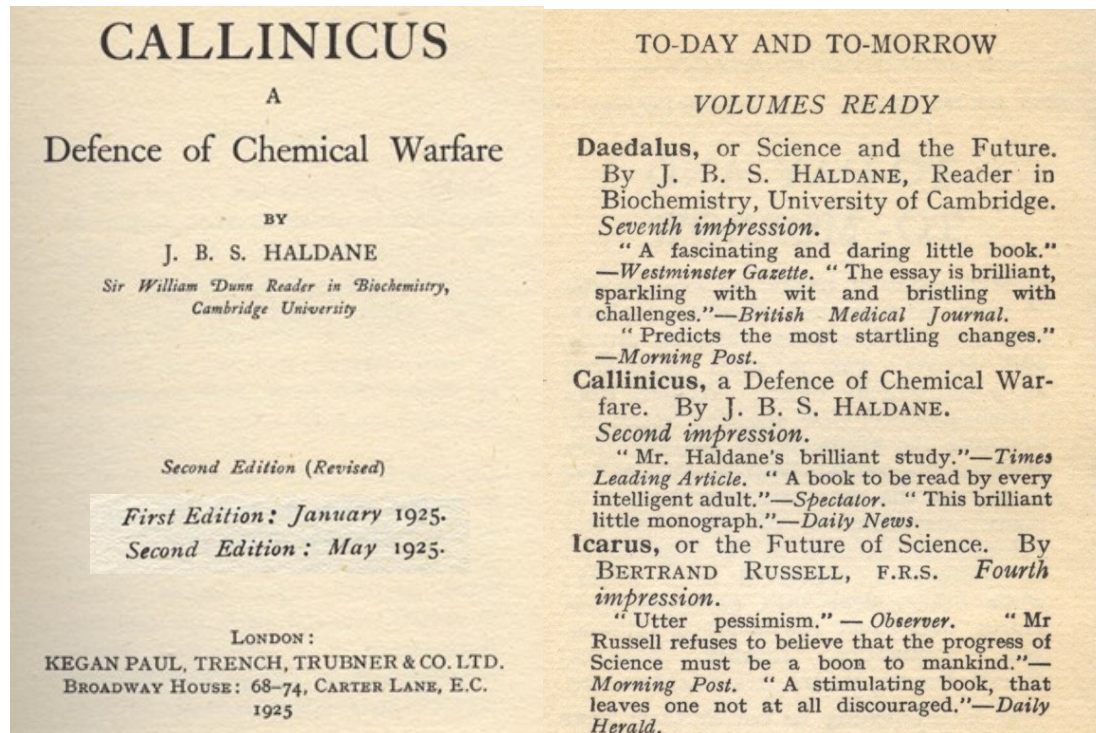 CALLINICUS
A
Defence of Chemical Warfare
BY
J. B. S. HALDANE
Sir William Dunn Reader in Biochemistry,
Cambridge University
Second Edition (Revised)
First Edition: January 1925.
Second Edition: May 1925.
LONDON:
KEGAN PAUL, TRENCH, TRUBNER & CO. LTD.
BROADWAY HOUSE: 68–74, CARTER LANE, E.C.
1925
TO-DAY AND TO-MORROW
VOLUMES READY
Daedalus, or Science and the Future.
By J. B. S. HALDANE, Reader in
Biochemistry, University of Cambridge.
Seventh impression.
“ A fascinating and daring little book.”
—Westminster Gazette. “ The essay is brilliant,
sparkling with wit and bristling with
challenges.”—British Medical Journal.
“ Predicts the most startling changes.”
—Morning Post.
Callinicus, a Defence of Chemical War-
fare. By J. B. S. HALDANE.
Second impression.
“ Mr. Haldane's brilliant study.”—Times
Leading Article. “ A book to be read by every
intelligent adult.”—Spectator. “ This brilliant
little monograph.”—Daily News.
Icarus, or the Future of Science. By
BERTRAND RUSSELL, F.R.S. Fourth
impression.
“ Utter pessimism.” — Observer. “ Mr
Russell refuses to believe that the progress of
Science must be a boon to mankind.”—
Morning Post. “ A stimulating book, that
leaves one not at all discouraged.”—Daily
Herald.